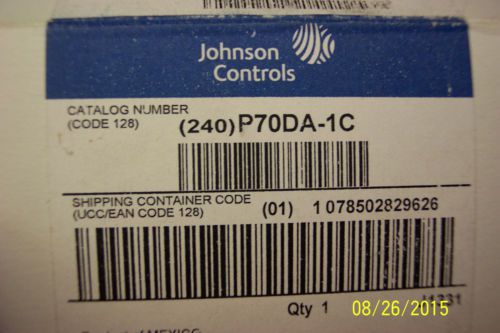 Johnson
Controls
CATALOG NUMBER
(CODE 128)
(240)P70DA-1C
SHIPPING CONTAINER CODE
(UCC/EAN CODE 128)
(01) 1 078502829626
Qty 1
08/26/2015